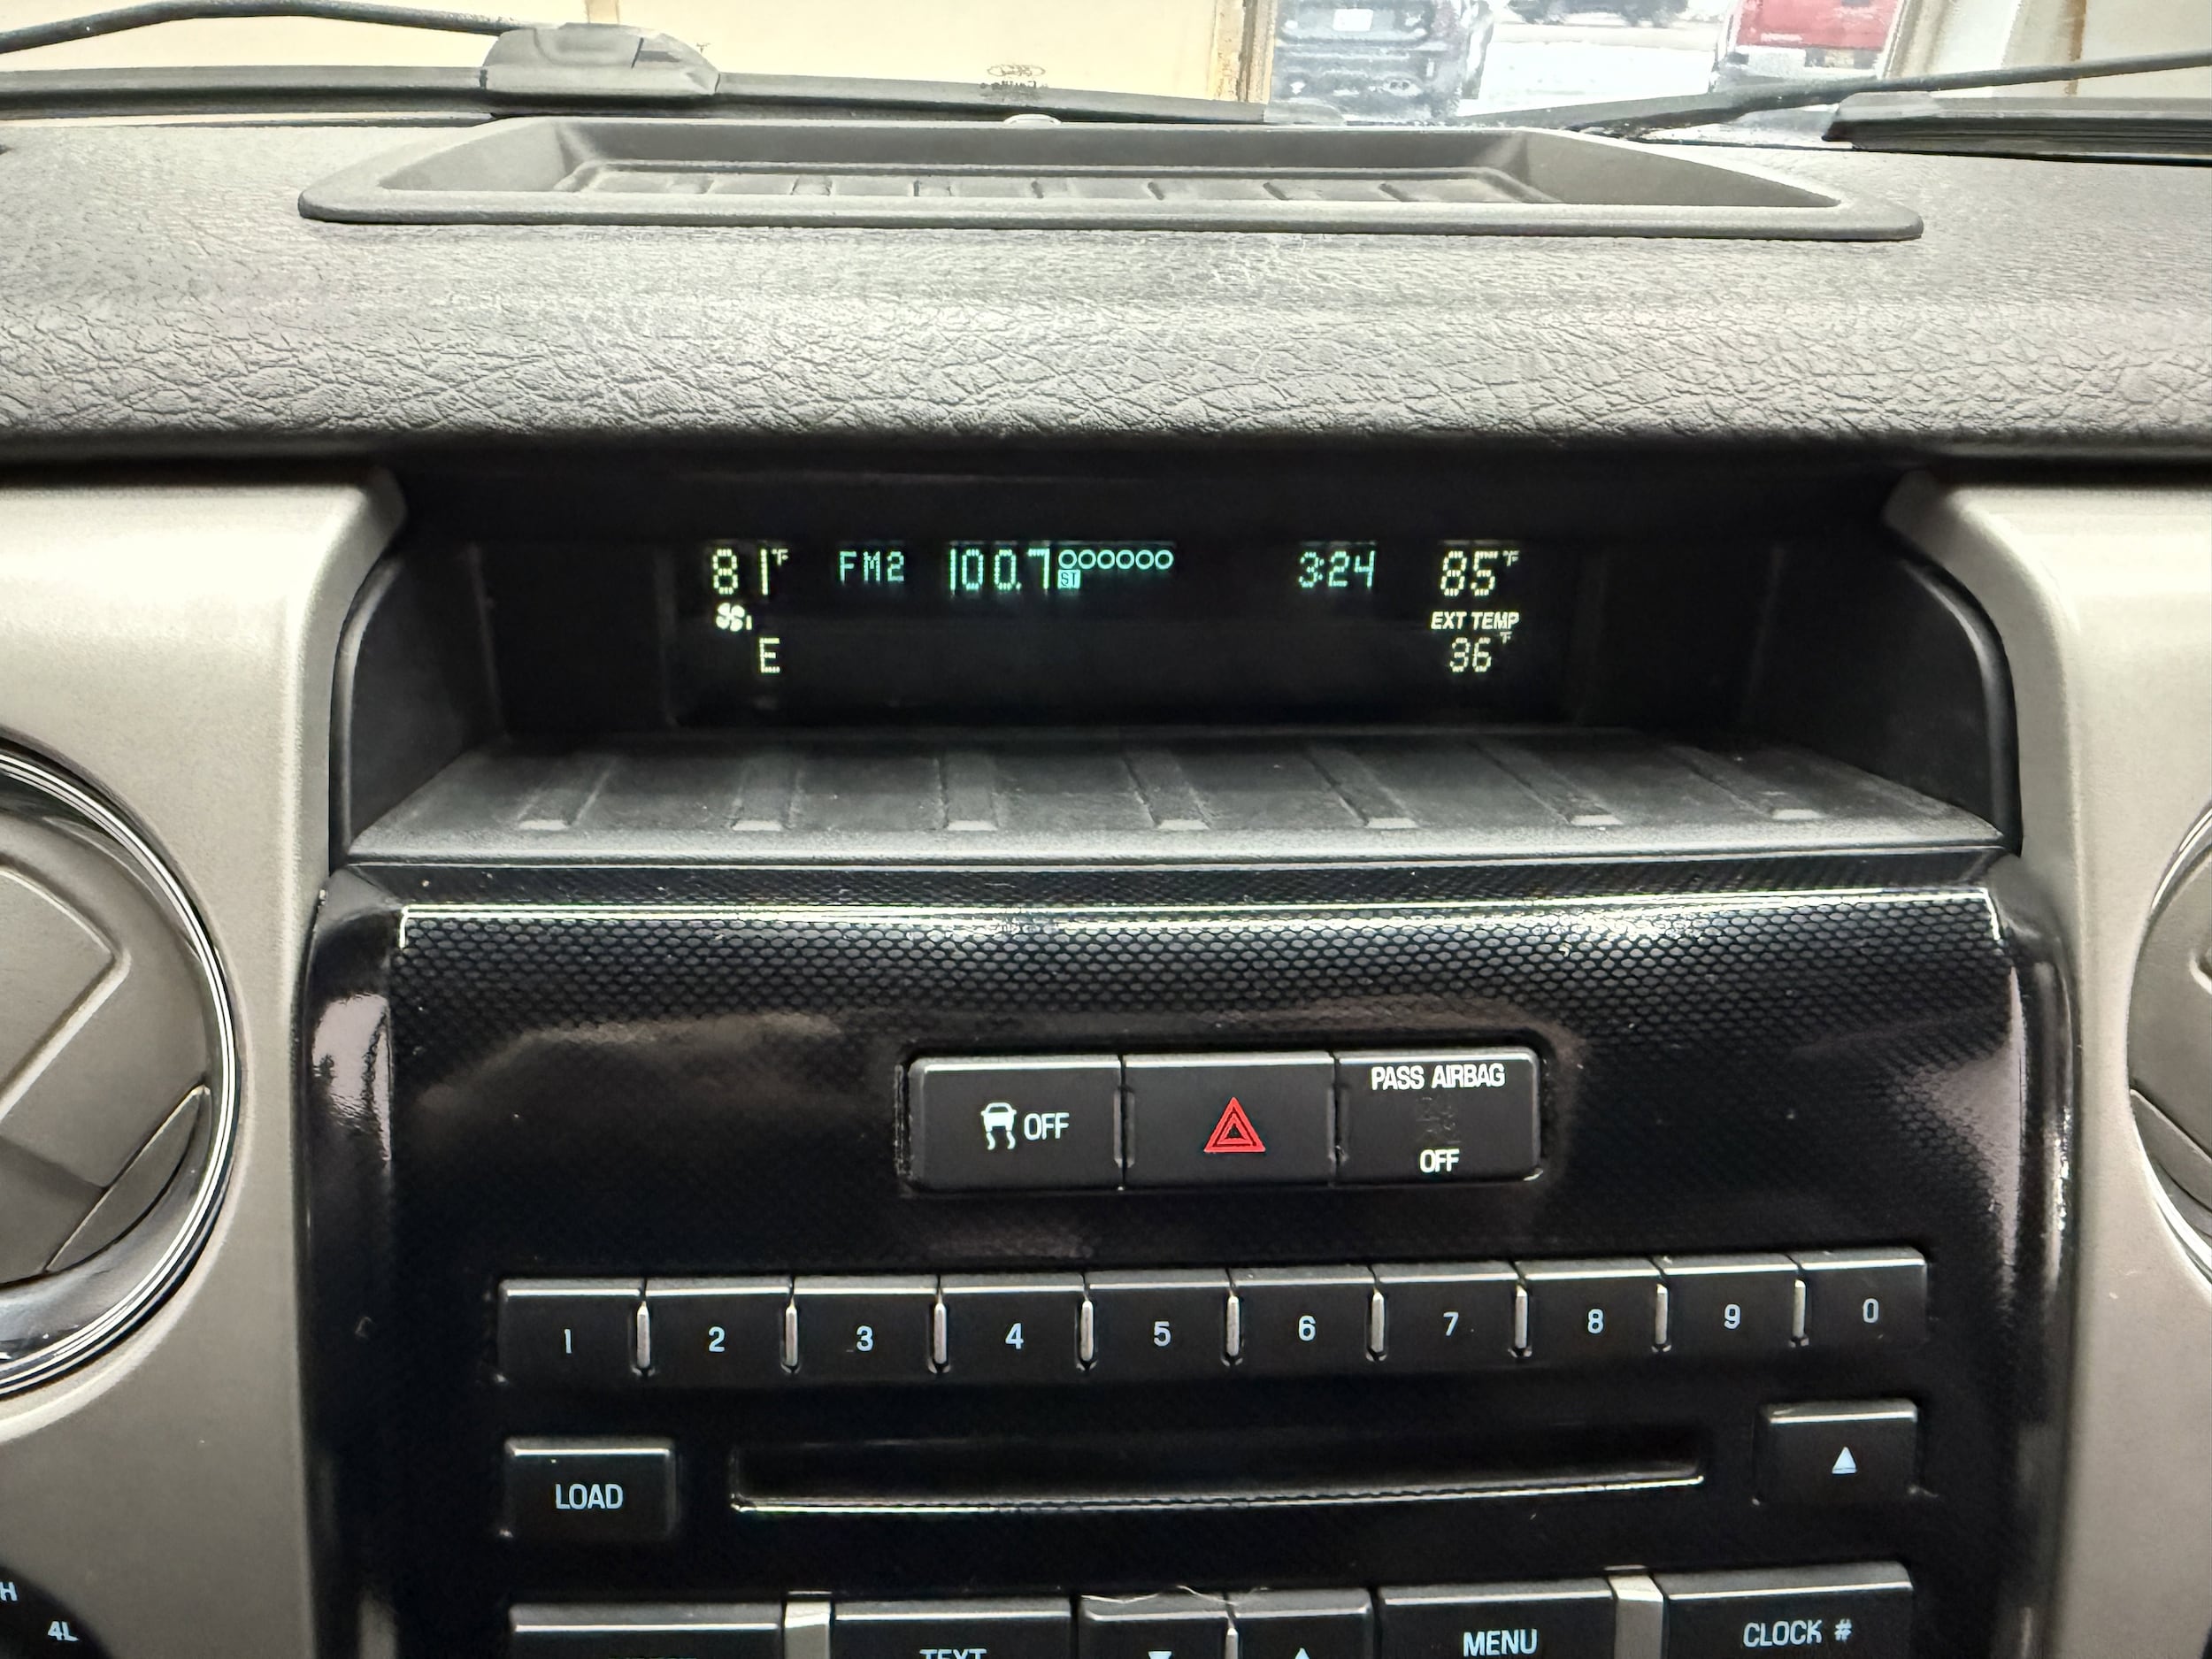 81°F FM2 100.7 ST 3:24 85°F
EXT TEMP
E 36°F
OFF
PASS AIRBAG
OFF
1 2 3 4 5 6 7 8 9 0
LOAD
H
4L
TEXT MENU CLOCK #